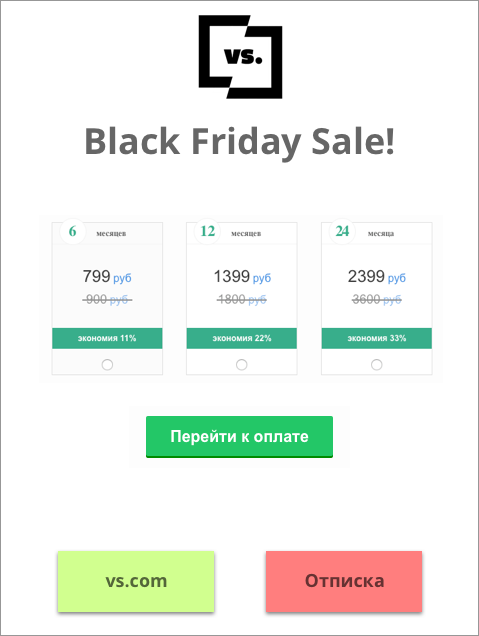 vs.
Black Friday Sale!
6 месяцев
12 месяцев
24 месяца
799 руб
1399 руб
2399 руб
900 руб
1800 руб
3600 руб
экономия 11%
экономия 22%
экономия 33%
Перейти к оплате
vs.com
Отписка